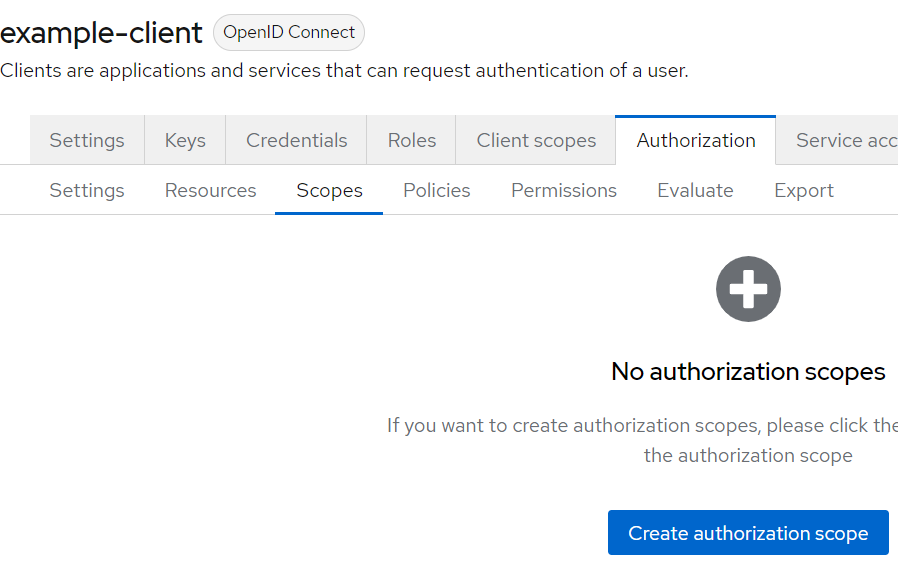 example-client OpenID Connect
Clients are applications and services that can request authentication of a user.
Settings Keys Credentials Roles Client scopes Authorization Service acc
Settings Resources Scopes Policies Permissions Evaluate Export
No authorization scopes
If you want to create authorization scopes, please click the
the authorization scope
Create authorization scope